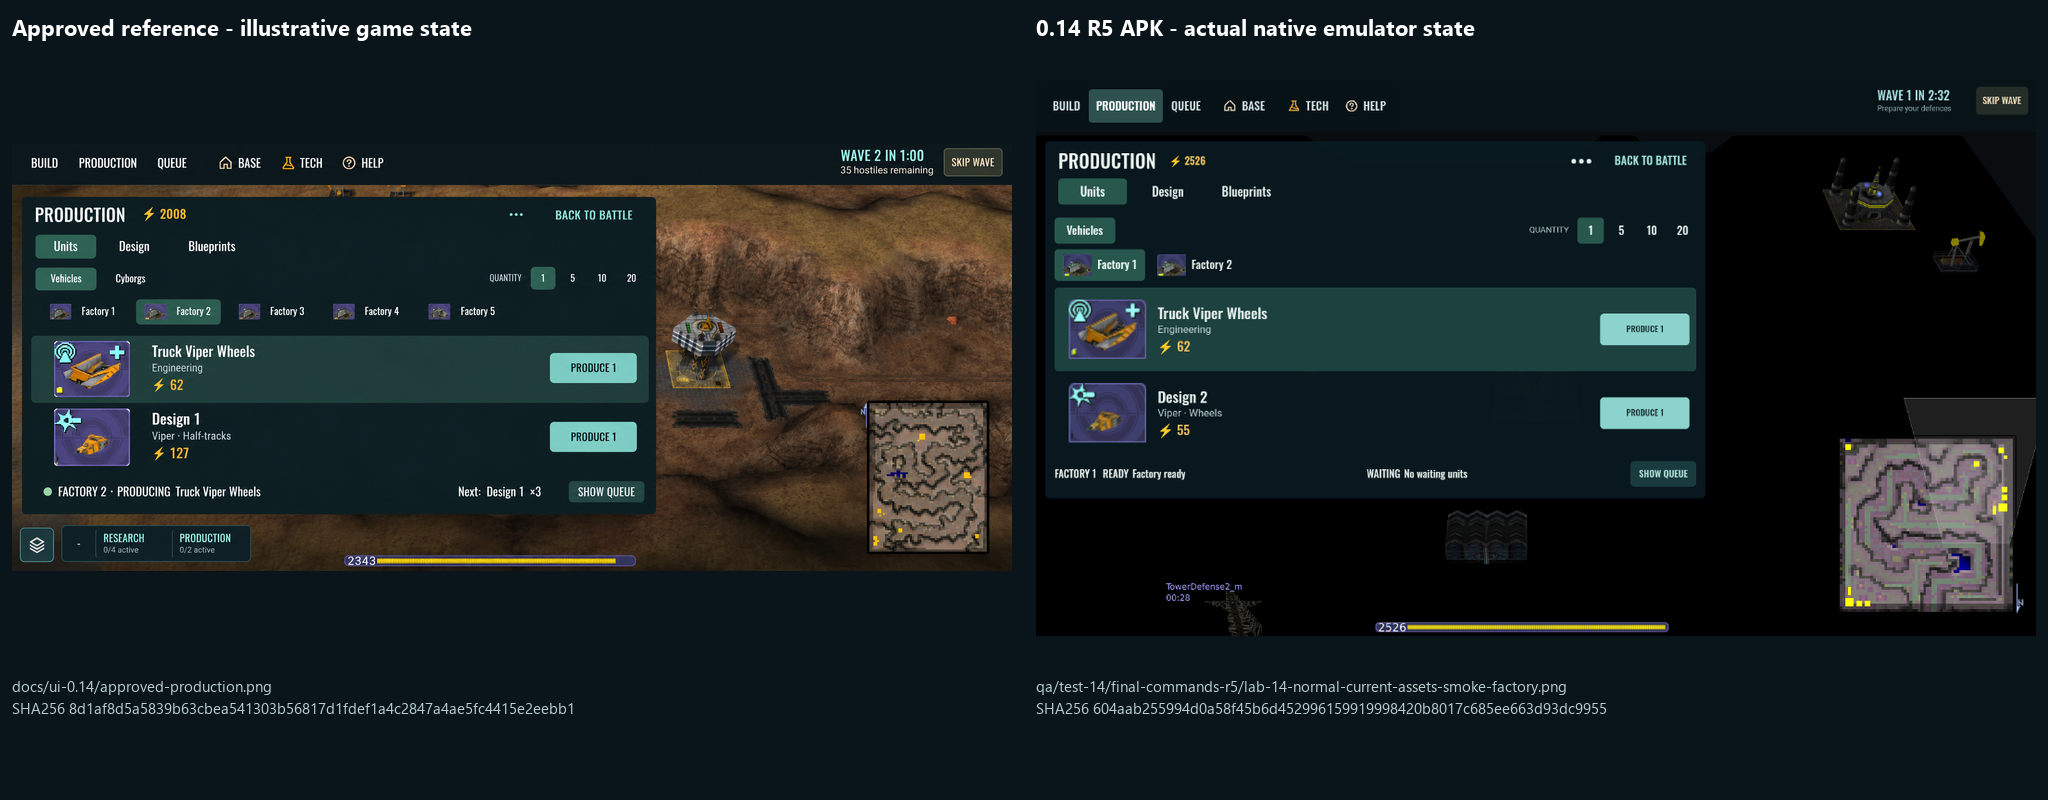 Approved reference - illustrative game state
BUILD PRODUCTION QUEUE BASE TECH HELP
WAVE 2 IN 1:00
35 hostiles remaining
SKIP WAVE
PRODUCTION 2008 ••• BACK TO BATTLE
Units Design Blueprints
Vehicles Cyborgs QUANTITY 1 5 10 20
Factory 1 Factory 2 Factory 3 Factory 4 Factory 5
Truck Viper Wheels
Engineering
62
PRODUCE 1
Design 1
Viper · Half-tracks
127
PRODUCE 1
FACTORY 2 · PRODUCING Truck Viper Wheels Next: Design 1 ×3 SHOW QUEUE
N
- RESEARCH PRODUCTION
0/4 active 0/2 active
2343
docs/ui-0.14/approved-production.png
SHA256 8d1af8d5a5839b63cbea541303b56817d1fdef1a4c2847a4ae5fc4415e2eebb1
0.14 R5 APK - actual native emulator state
BUILD PRODUCTION QUEUE BASE TECH HELP
WAVE 1 IN 2:32
Prepare your defences
SKIP WAVE
PRODUCTION 2526 ••• BACK TO BATTLE
Units Design Blueprints
Vehicles QUANTITY 1 5 10 20
Factory 1 Factory 2
Truck Viper Wheels
Engineering
62
PRODUCE 1
Design 2
Viper · Wheels
55
PRODUCE 1
FACTORY 1 READY Factory ready WAITING No waiting units SHOW QUEUE
TowerDefense2_m
00:28
N
2526
qa/test-14/final-commands-r5/lab-14-normal-current-assets-smoke-factory.png
SHA256 604aab255994d0a58f45b6d452996159919998420b8017c685ee663d93dc9955